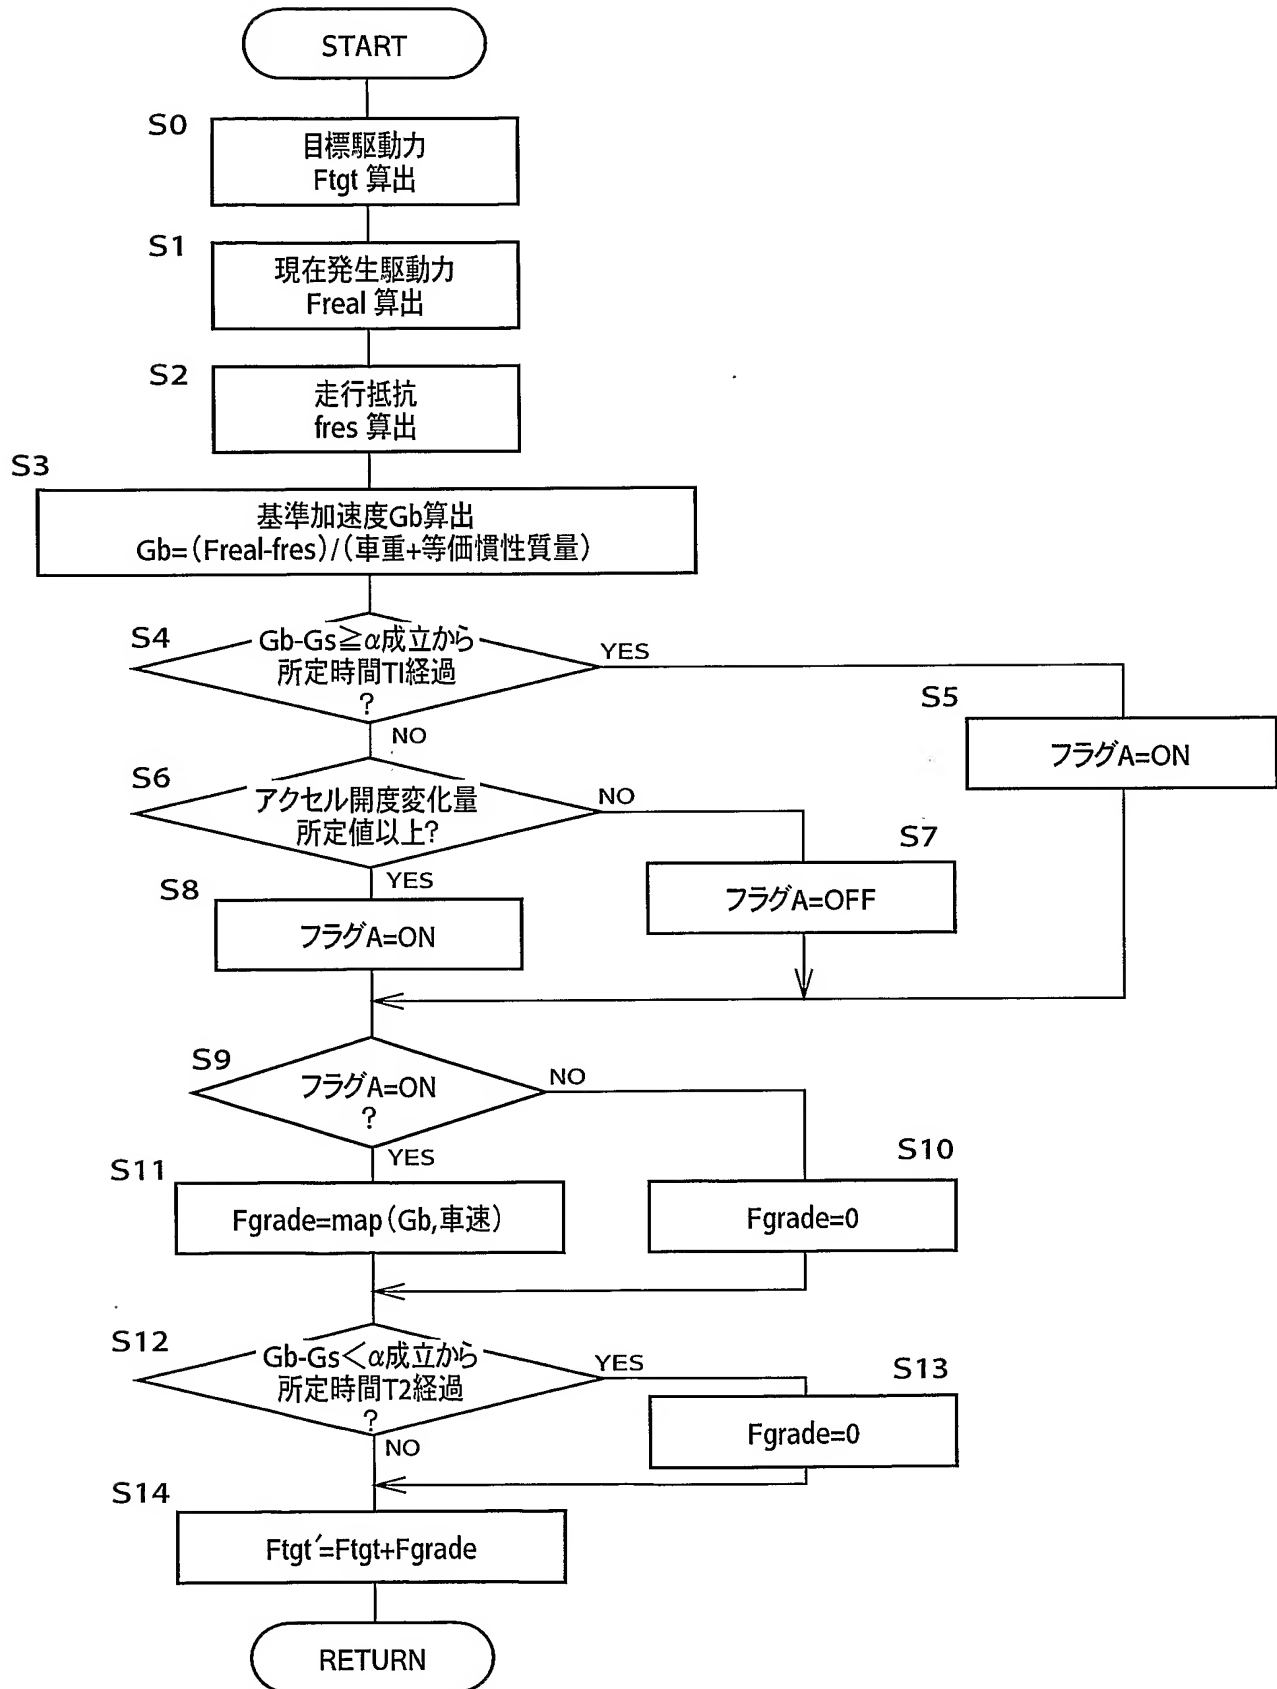 START
S0
目標駆動力
Ftgt 算出
S1
現在発生駆動力
Freal 算出
S2
走行抵抗
fres 算出
S3
基準加速度Gb算出
Gb=(Freal-fres)/(車重+等価慣性質量)
S4
Gb-Gs≧α成立から
所定時間T1経過
?
YES
NO
S5
フラグA=ON
S6
アクセル開度変化量
所定値以上?
NO
YES
S7
フラグA=OFF
S8
フラグA=ON
S9
フラグA=ON
?
NO
YES
S10
Fgrade=0
S11
Fgrade=map(Gb,車速)
S12
Gb-Gs<α成立から
所定時間T2経過
?
YES
NO
S13
Fgrade=0
S14
Ftgt′=Ftgt+Fgrade
RETURN